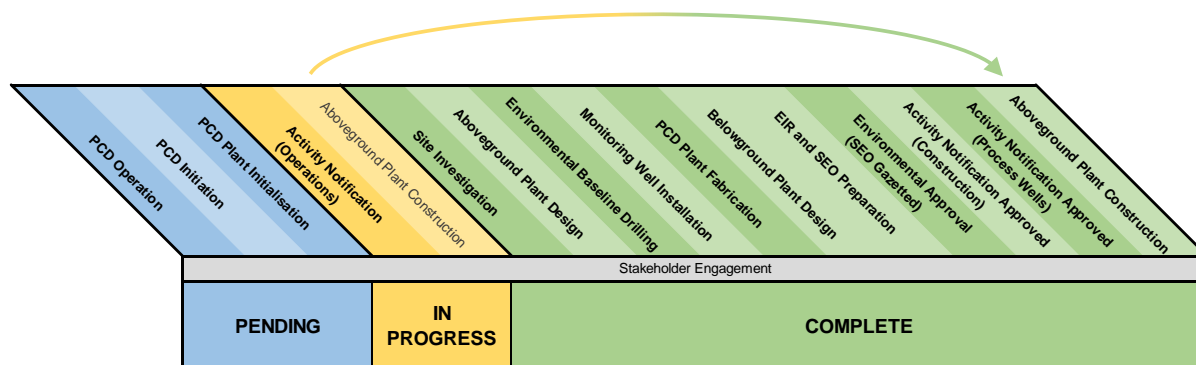 PCD Operation
PCD Initiation
PCD Plant Initialisation
Activity Notification
(Operations)
Aboveground Plant Construction
Site Investigation
Aboveground Plant Design
Environmental Baseline Drilling
Monitoring Well Installation
PCD Plant Fabrication
Belowground Plant Design
EIR and SEO Preparation
Environmental Approval
(SEO Gazetted)
Activity Notification Approved
(Construction)
Activity Notification Approved
(Process Wells)
Aboveground Plant Construction
Stakeholder Engagement
PENDING
IN
PROGRESS
COMPLETE